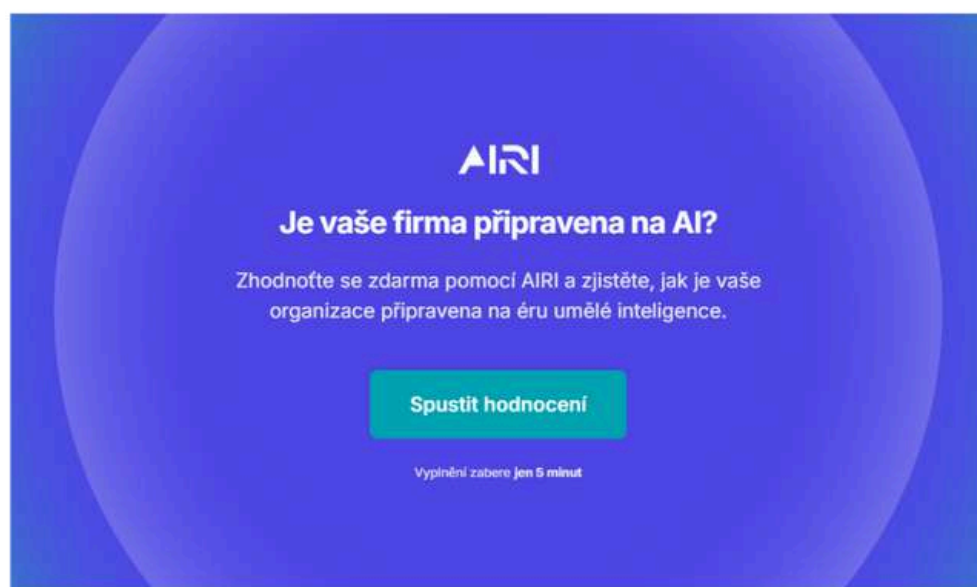 AIRI
Je vaše firma připravena na AI?
Zhodnoťte se zdarma pomocí AIRI a zjistěte, jak je vaše
organizace připravena na éru umělé inteligence.
Spustit hodnocení
Vyplnění zabere jen 5 minut